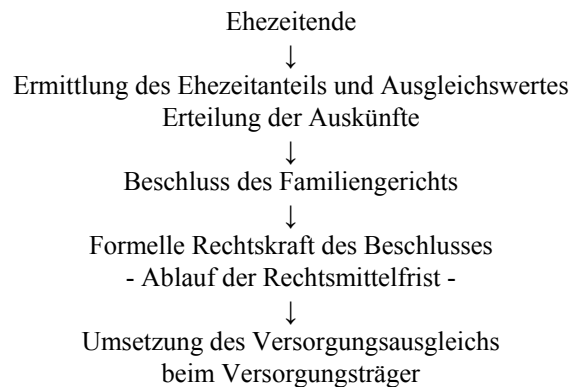 Ehezeitende
↓
Ermittlung des Ehezeitanteils und Ausgleichswertes
Erteilung der Auskünfte
↓
Beschluss des Familiengerichts
↓
Formelle Rechtskraft des Beschlusses
- Ablauf der Rechtsmittelfrist -
↓
Umsetzung des Versorgungsausgleichs
beim Versorgungsträger